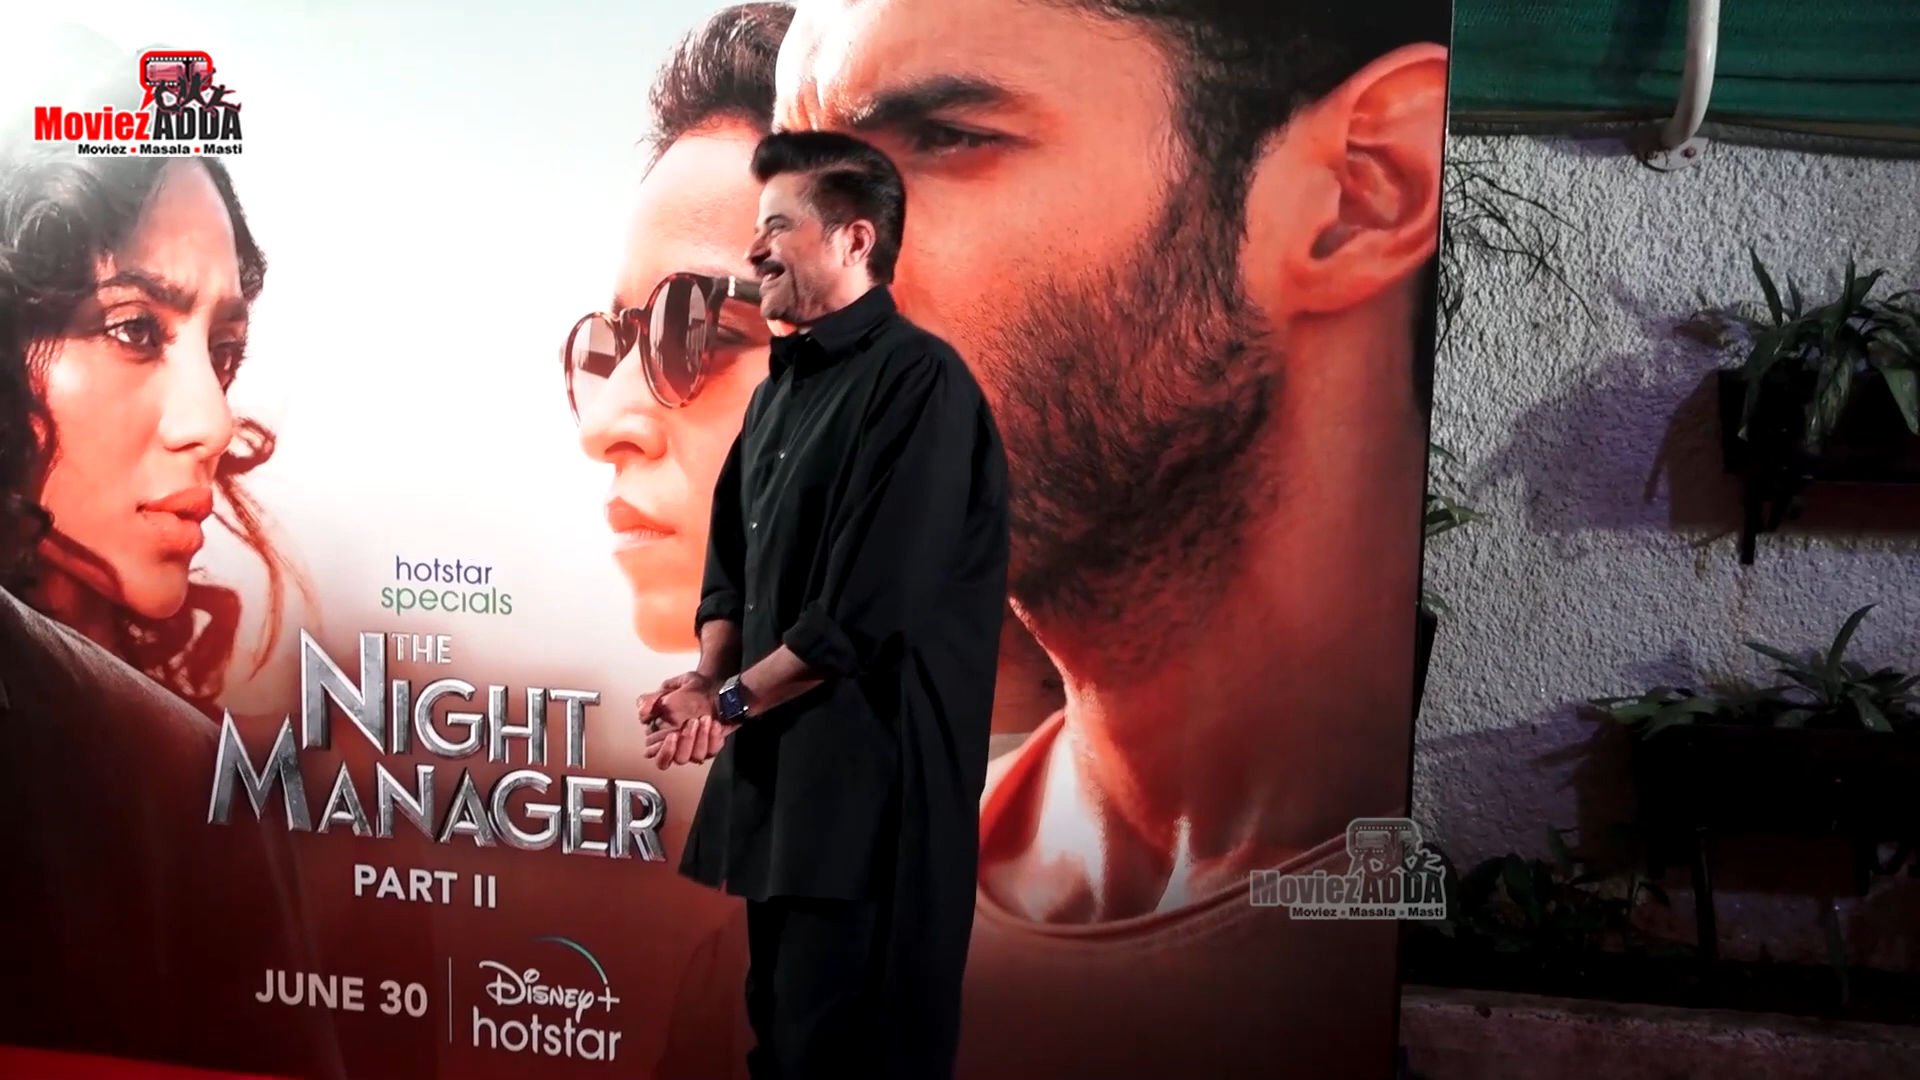 MoviezADDA
Moviez • Masala • Masti
hotstar
specials
THE
NIGHT
MANAGER
PART II
JUNE 30
Disney+
hotstar
MoviezADDA
Moviez • Masala • Masti